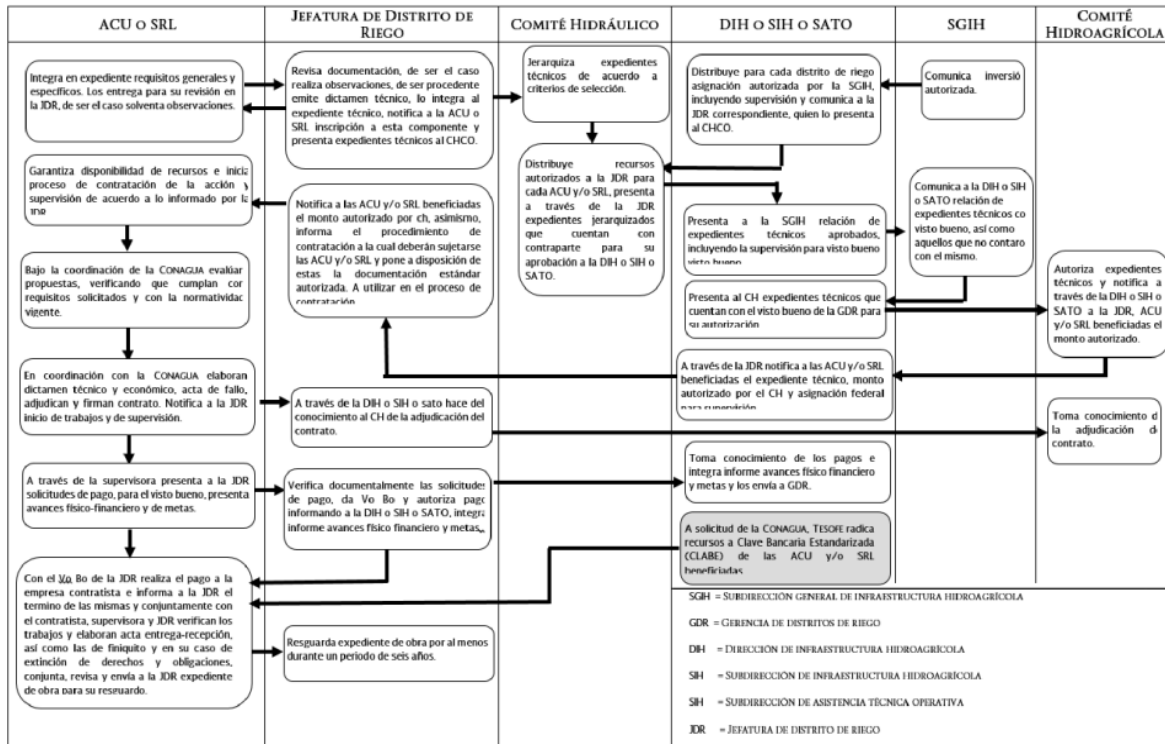 ACU O SRL
JEFATURA DE DISTRITO DE
RIEGO
COMITÉ HIDRÁULICO
DIH O SIH O SATO
SGIH
COMITÉ
HIDROAGRÍCOLA
Integra en expediente requisitos generales y
específicos. Los entrega para su revisión en
la JDR, de ser el caso solventa observaciones.
Revisa documentación, de ser el caso
realiza observaciones, de ser procedente
emite dictamen técnico, lo integra al
expediente técnico, notifica a la ACU o
SRL inscripción a esta componente y
presenta expedientes técnicos al CHCO.
Jerarquiza expedientes
técnicos de acuerdo a
criterios de selección.
Distribuye para cada distrito de riego
asignación autorizada por la SGIH,
incluyendo supervisión y comunica a la
JDR correspondiente, quien lo presenta
al CHCO.
Comunica inversió
autorizada.
Garantiza disponibilidad de recursos e inicia
proceso de contratación de la acción y
supervisión de acuerdo a lo informado por la
JDR
Notifica a las ACU y/o SRL beneficiadas
el monto autorizado por ch, asimismo,
informa el procedimiento de
contratación a la cual deberán sujetarse
las ACU y/o SRL y pone a disposición de
estas la documentación estándar
autorizada. A utilizar en el proceso de
contratación.
Distribuye recursos
autorizados a la JDR para
cada ACU y/o SRL, presenta
a través de la JDR
expedientes jerarquizados
que cuentan con
contraparte para su
aprobación a la DIH o SIH o
SATO.
Presenta a la SGIH relación de
expedientes técnicos aprobados,
incluyendo la supervisión para visto bueno
visto bueno
Comunica a la DIH o SIH
o SATO relación de
expedientes técnicos co
visto bueno, así como
aquellos que no contaro
con el mismo.
Bajo la coordinación de la CONAGUA evalúar
propuestas, verificando que cumplan cor
requisitos solicitados y con la normatividac
vigente.
Presenta al CH expedientes técnicos que
cuentan con el visto bueno de la GDR para
su autorización
Autoriza expedientes
técnicos y notifica a
través de la DIH o SIH o
SATO a la JDR, ACU
y/o SRL beneficiadas el
monto autorizado.
En coordinación con la CONAGUA elaboran
dictamen técnico y económico, acta de fallo,
adjudican y firman contrato. Notifica a la JDR
inicio de trabajos y de supervisión.
A través de la DIH o SIH o sato hace del
conocimiento al CH de la adjudicación del
contrato.
A través de la JDR notifica a las ACU y/o SRL
beneficiadas el expediente técnico, monto
autorizado por el CH y asignación federal
para supervisión
Toma conocimiento d
la adjudicación de
contrato.
A través de la supervisora presenta a la JDR
solicitudes de pago, para el visto bueno, presenta
avances físico-financiero y de metas.
Verifica documentalmente las solicitudes
de pago, da Vo Bo y autoriza pago
informando a la DIH o SIH o SATO, integra
informe avances físico financiero y metas
Toma conocimiento de los pagos e
integra informe avances físico financiero
y metas y los envía a GDR.
A solicitud de la CONAGUA, TESOFE radica
recursos a Clave Bancaria Estandarizada
(CLABE) de las ACU y/o SRL
beneficiadas
Con el Vo Bo de la JDR realiza el pago a la
empresa contratista e informa a la JDR el
termino de las mismas y conjuntamente con
el contratista, supervisora y JDR verifican los
trabajos y elaboran acta entrega-recepción,
así como las de finiquito y en su caso de
extinción de derechos y obligaciones,
conjunta, revisa y envía a la JDR expediente
de obra para su resguardo.
Resguarda expediente de obra por al menos
durante un periodo de seis años.
SGIH = SUBDIRECCIÓN GENERAL DE INFRAESTRUCTURA HIDROAGRÍCOLA
GDR = GERENCIA DE DISTRITOS DE RIEGO
DIH = DIRECCIÓN DE INFRAESTRUCTURA HIDROAGRÍCOLA
SIH = SUBDIRECCIÓN DE INFRAESTRUCTURA HIDROAGRÍCOLA
SIH = SUBDIRECCIÓN DE ASISTENCIA TÉCNICA OPERATIVA
JDR = JEFATURA DE DISTRITO DE RIEGO